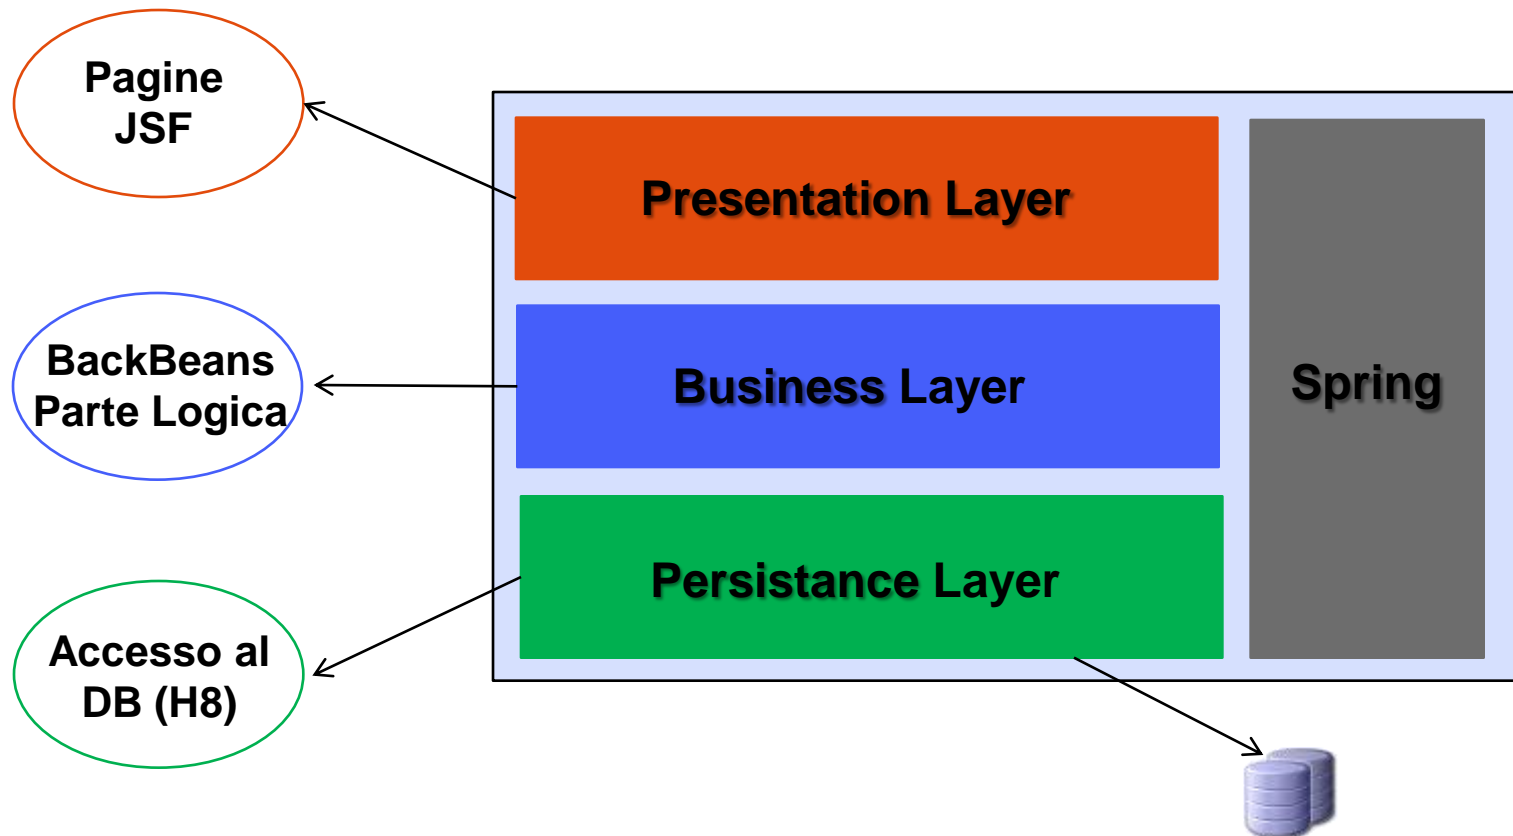 Pagine
JSF
Presentation Layer
BackBeans
Parte Logica
Business Layer
Spring
Persistance Layer
Accesso al
DB (H8)